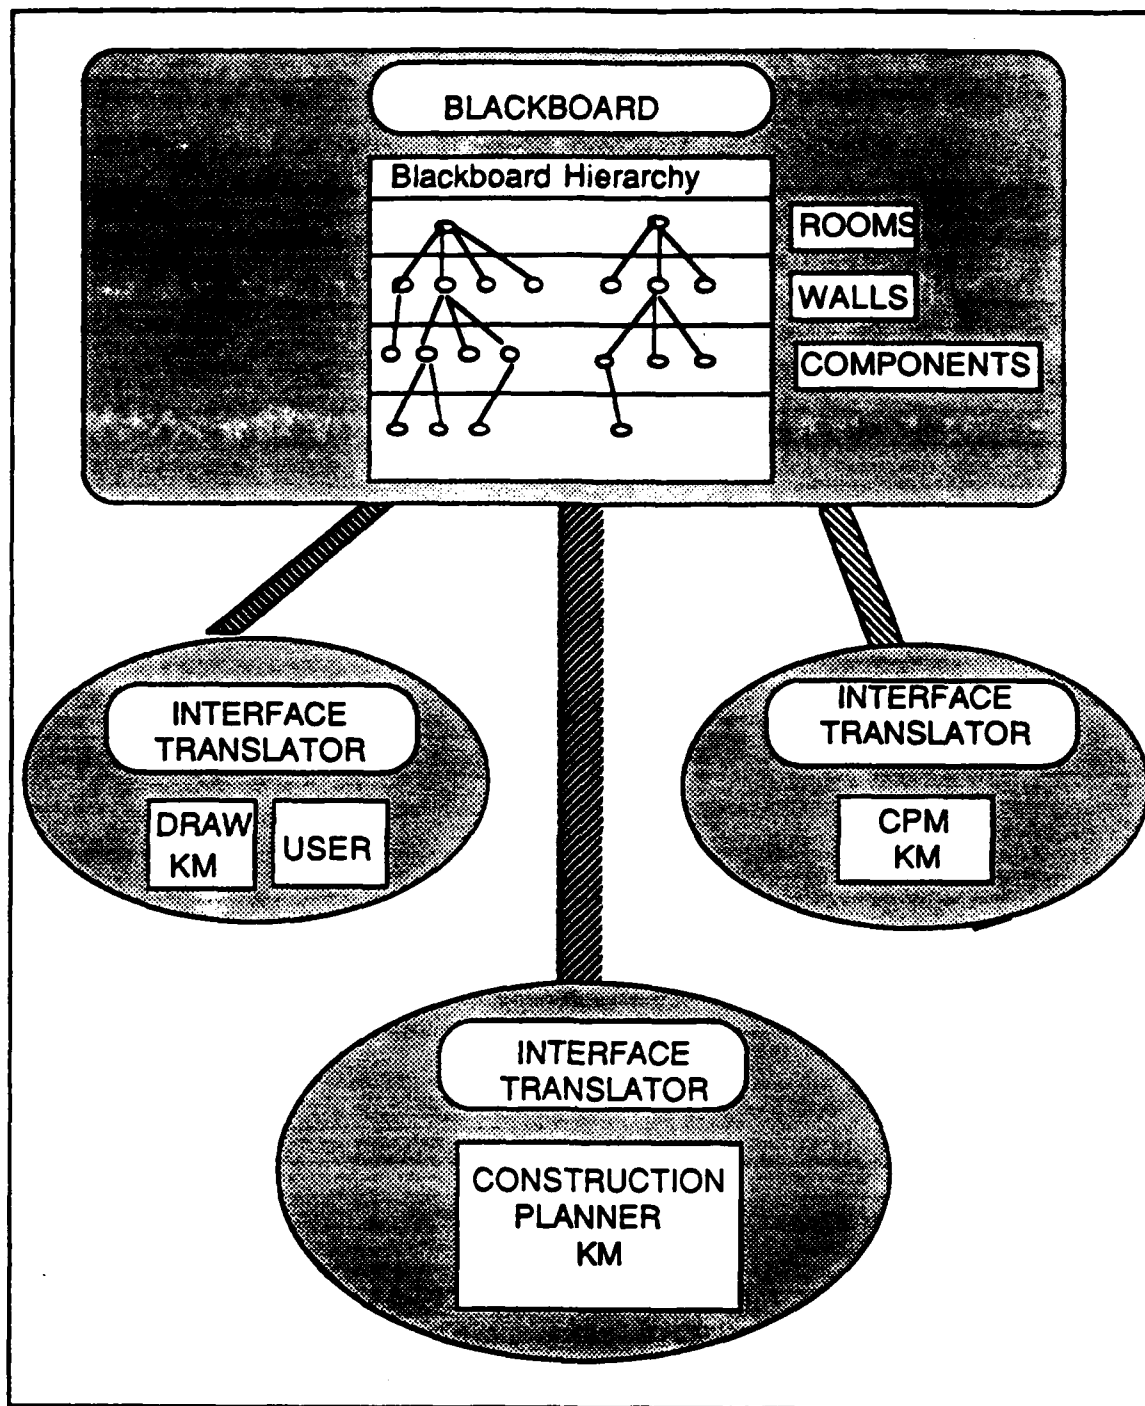 BLACKBOARD
Blackboard Hierarchy
ROOMS
WALLS
COMPONENTS
INTERFACE
TRANSLATOR
DRAW
KM
USER
INTERFACE
TRANSLATOR
CPM
KM
INTERFACE
TRANSLATOR
CONSTRUCTION
PLANNER
KM